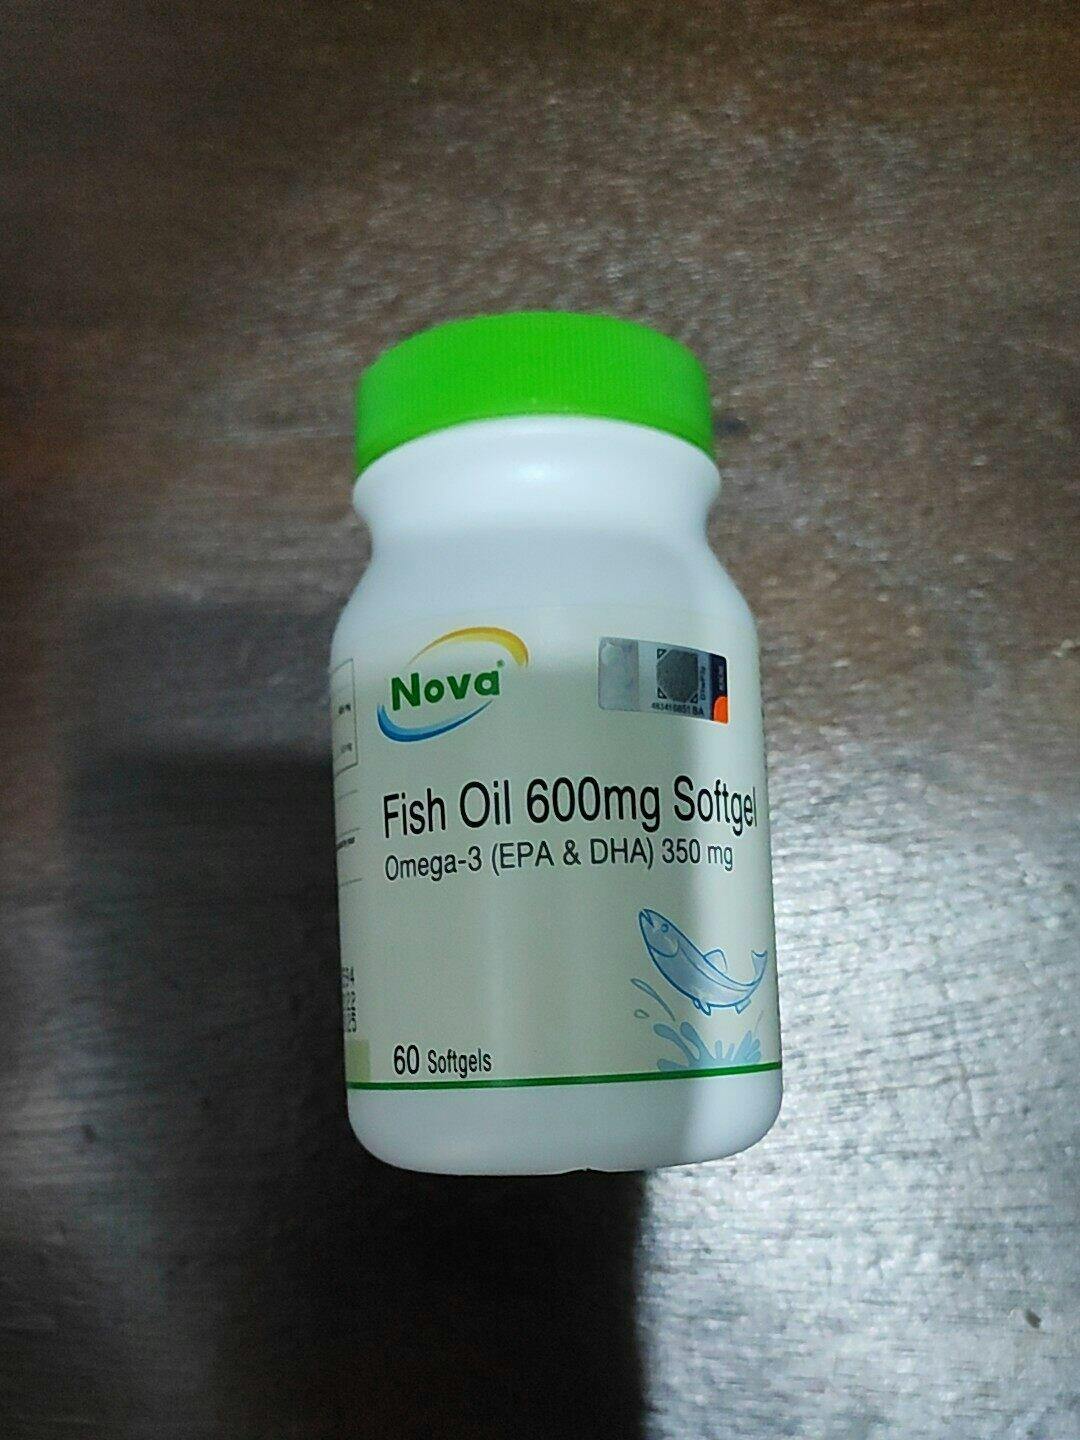 Nova®
Fish Oil 600mg Softgel
Omega-3 (EPA & DHA) 350 mg
60 Softgels